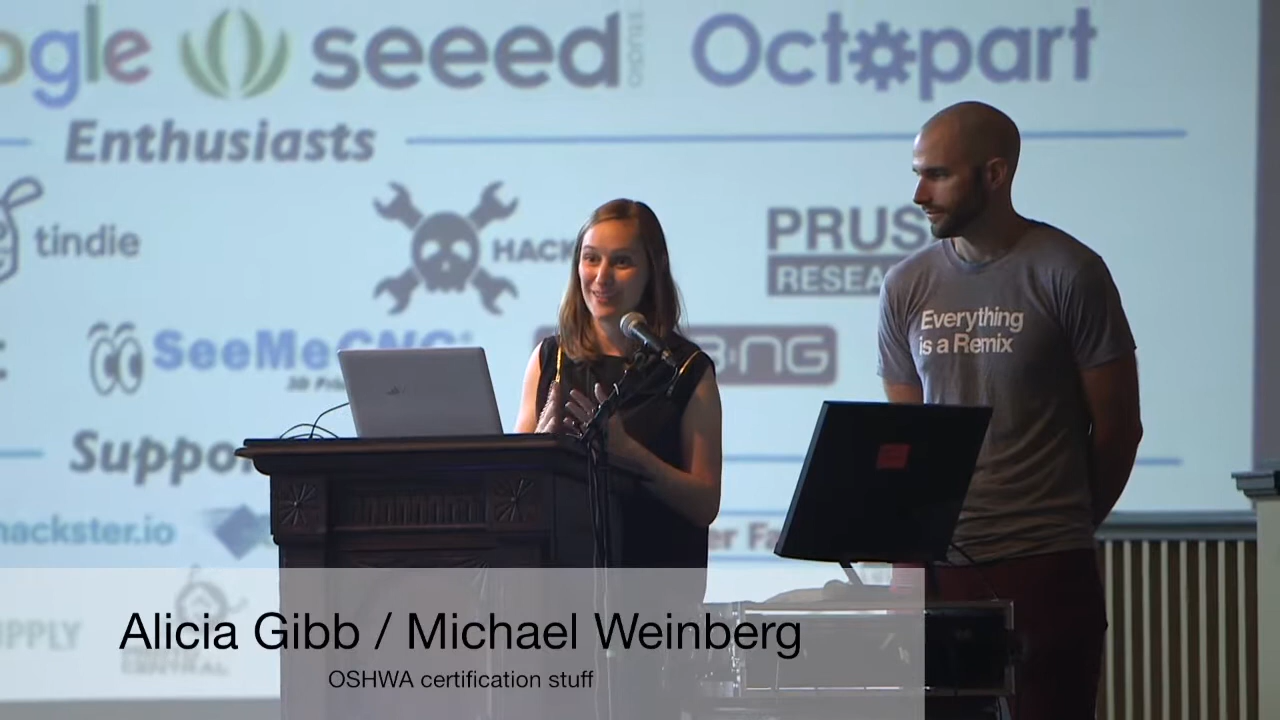 seeed
Octopart
Enthusiasts
tindie
PRUS
RESEA
SeeMeCNC
Everything
is a Remix
hackster.io
Alicia Gibb / Michael Weinberg
OSHWA certification stuff
CENTRAL